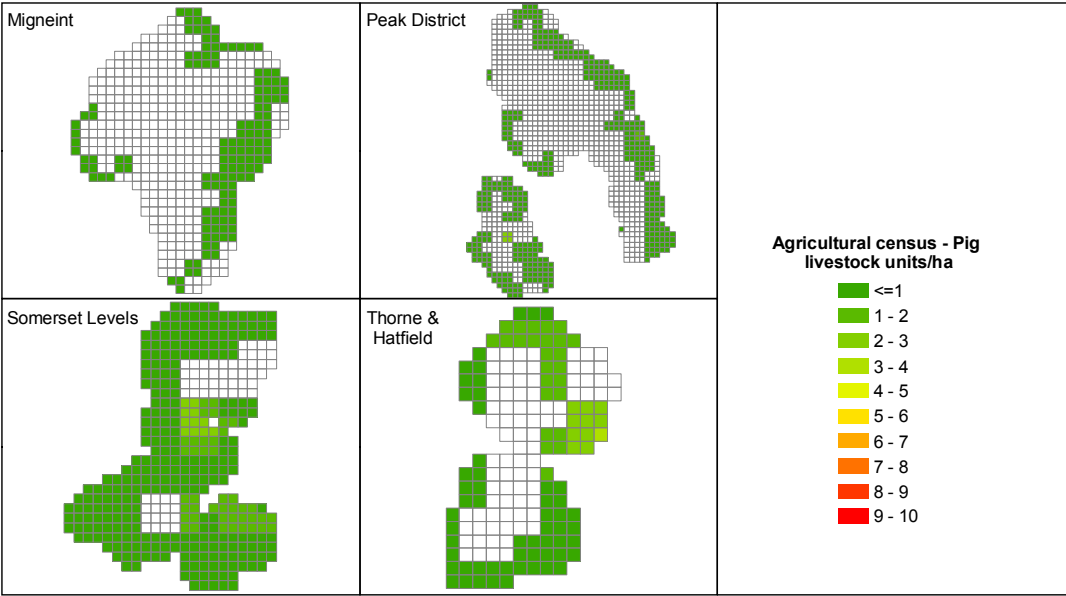 Migneint
Peak District
Somerset Levels
Thorne &
Hatfield
Agricultural census - Pig
livestock units/ha
<=1
1 - 2
2 - 3
3 - 4
4 - 5
5 - 6
6 - 7
7 - 8
8 - 9
9 - 10